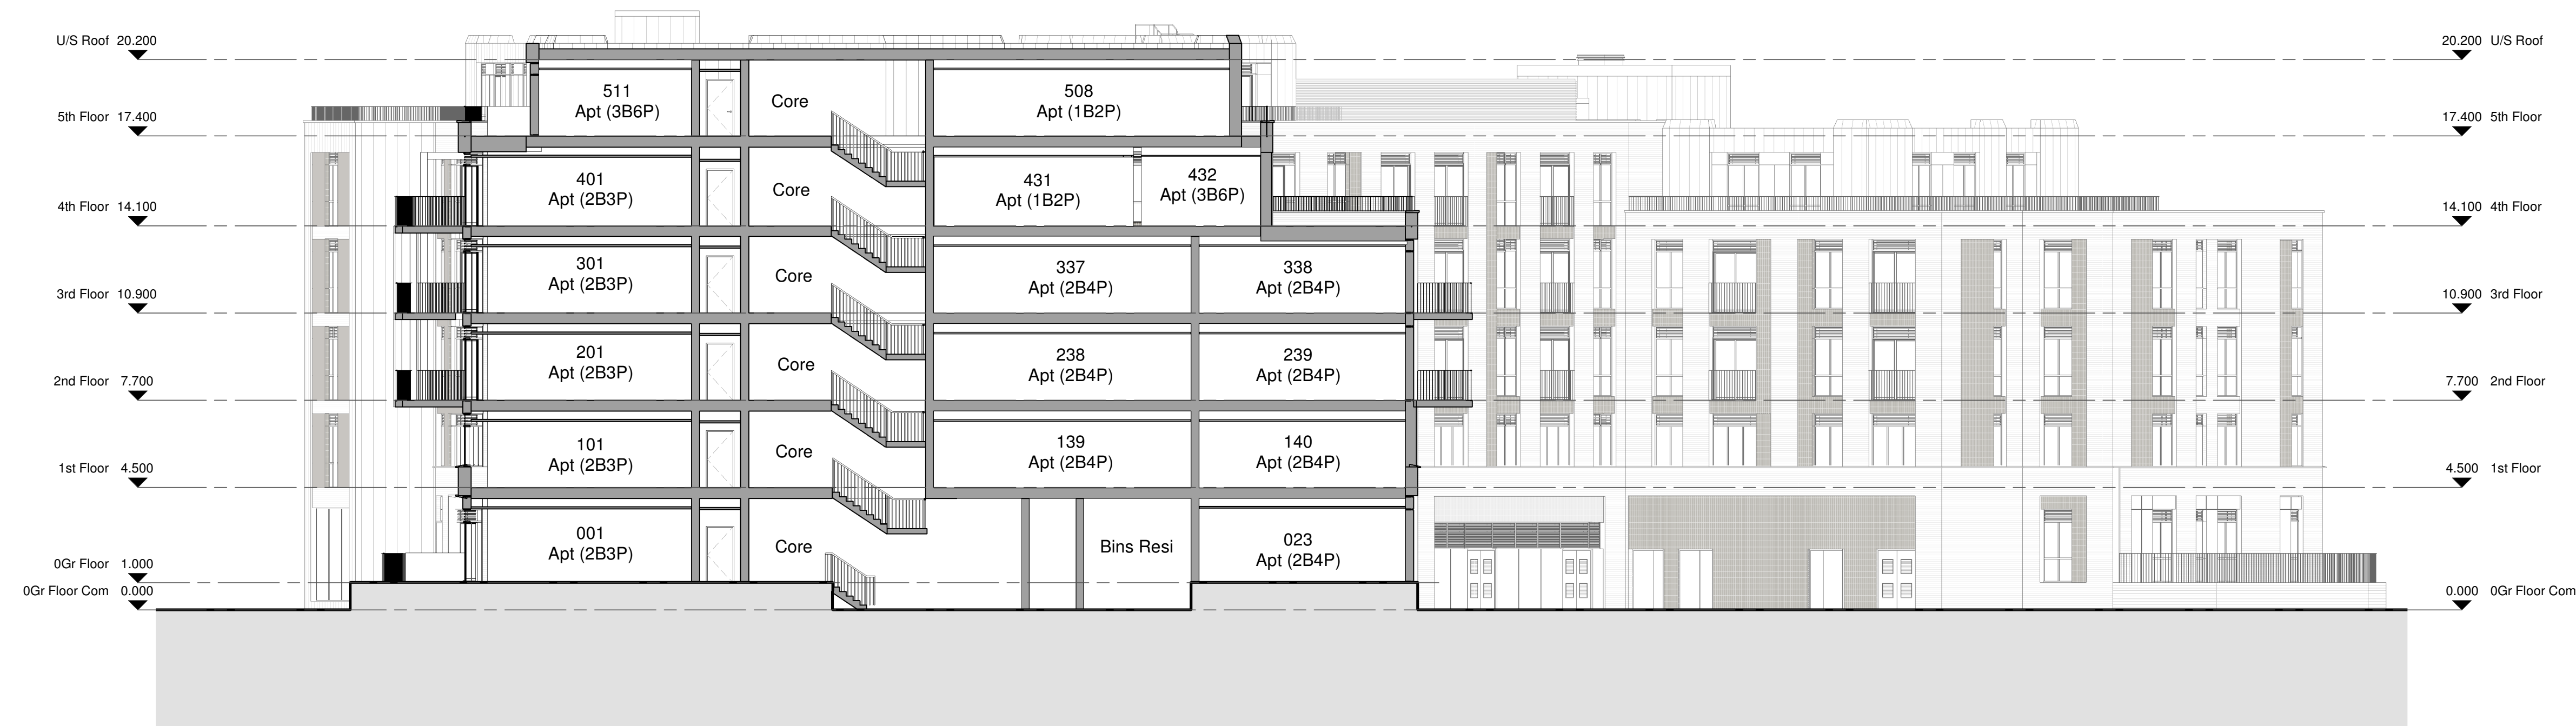 U/S Roof 20.200
20.200 U/S Roof
511
Apt (3B6P)
Core
508
Apt (1B2P)
5th Floor 17.400
17.400 5th Floor
401
Apt (2B3P)
Core
431
Apt (1B2P)
432
Apt (3B6P)
4th Floor 14.100
14.100 4th Floor
301
Apt (2B3P)
Core
337
Apt (2B4P)
338
Apt (2B4P)
3rd Floor 10.900
10.900 3rd Floor
201
Apt (2B3P)
Core
238
Apt (2B4P)
239
Apt (2B4P)
2nd Floor 7.700
7.700 2nd Floor
101
Apt (2B3P)
Core
139
Apt (2B4P)
140
Apt (2B4P)
1st Floor 4.500
4.500 1st Floor
001
Apt (2B3P)
Core
Bins Resi
023
Apt (2B4P)
0Gr Floor 1.000
0Gr Floor Com 0.000
0.000 0Gr Floor Com